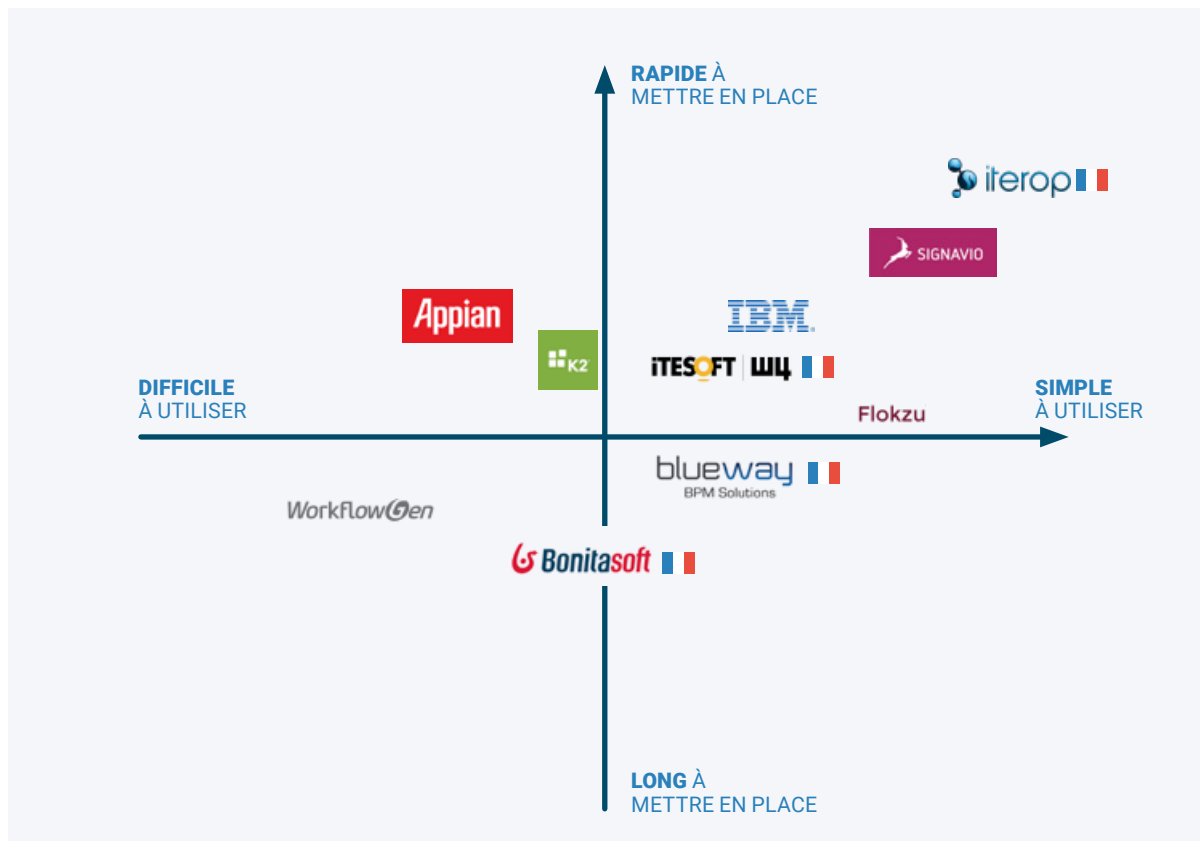 RAPIDE À
METTRE EN PLACE
iterop
SIGNAVIO
Appian
IBM.
K2
iTESOFT | W4
DIFFICILE
À UTILISER
SIMPLE
À UTILISER
Flokzu
blueway
BPM Solutions
WorkflowGen
Bonitasoft
LONG À
METTRE EN PLACE